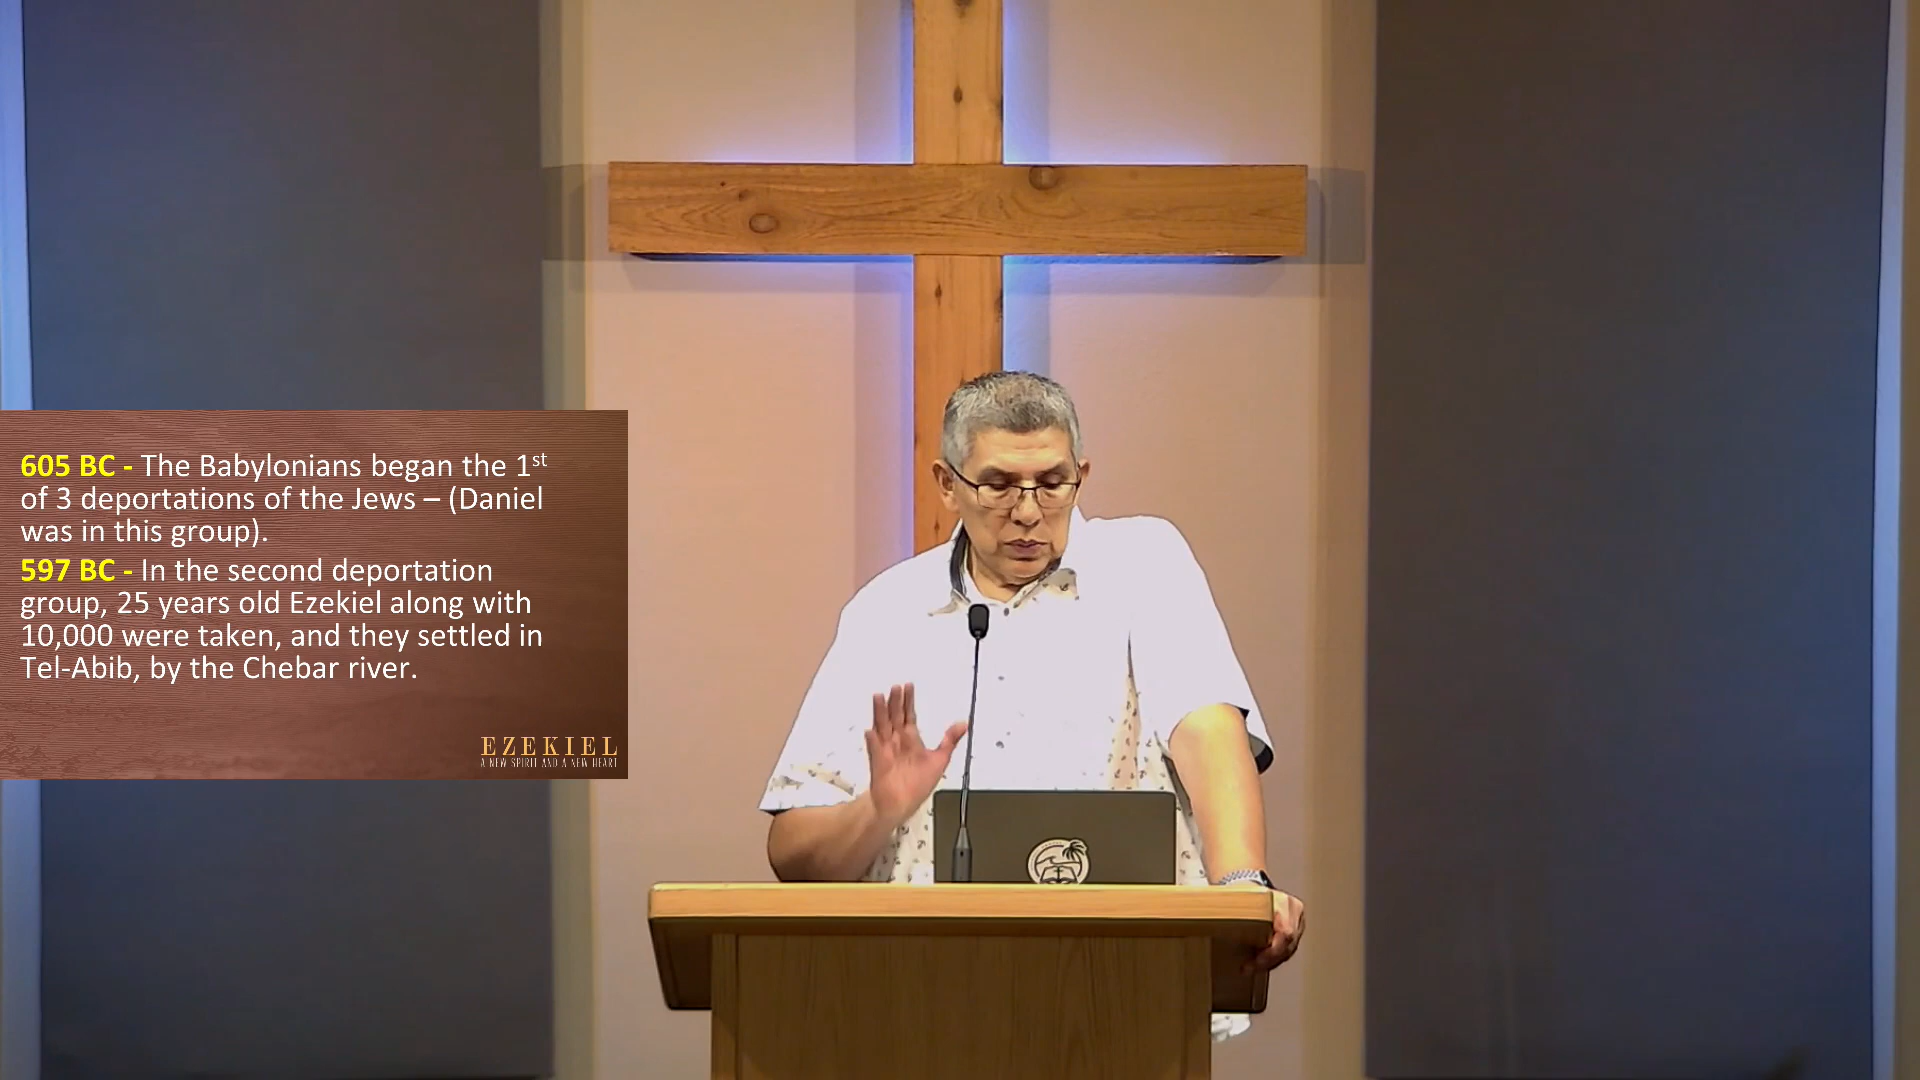 605 BC - The Babylonians began the 1st
of 3 deportations of the Jews – (Daniel
was in this group).
597 BC - In the second deportation
group, 25 years old Ezekiel along with
10,000 were taken, and they settled in
Tel-Abib, by the Chebar river.
EZEKIEL
A NEW SPIRIT AND A NEW HEART